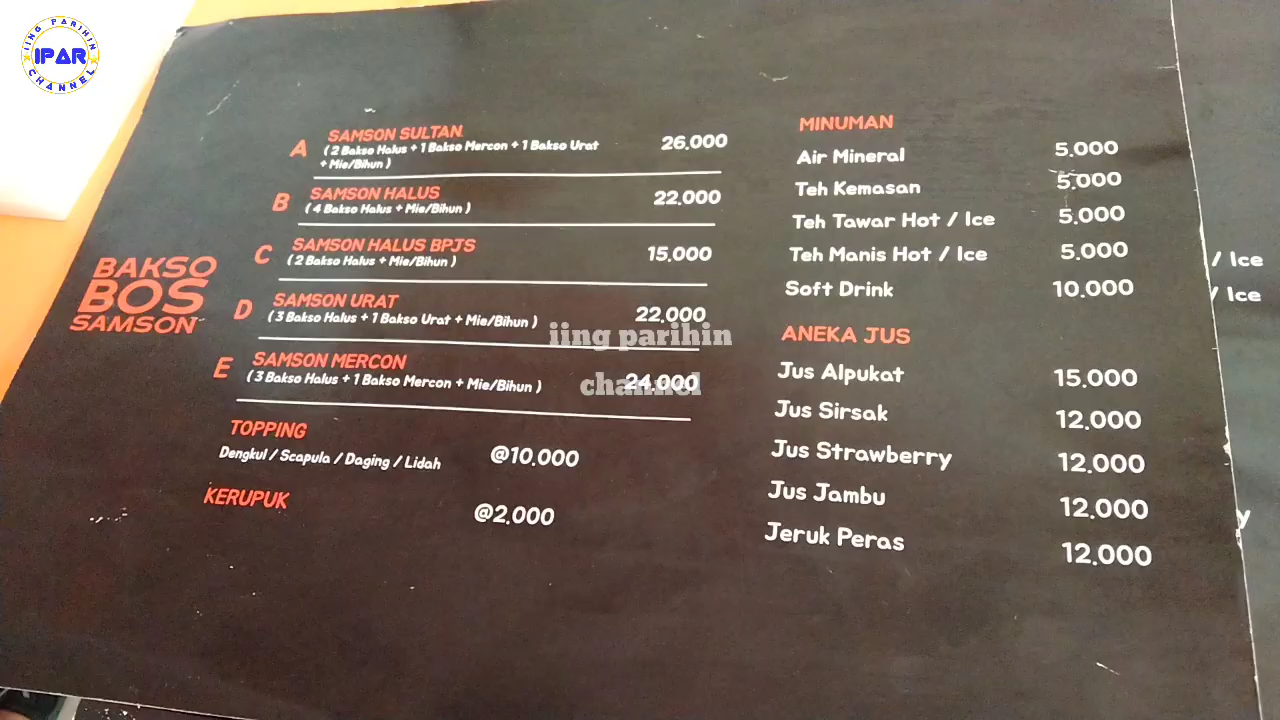 IING PARIHIN
IPAR
CHANNEL
BAKSO
BOS
SAMSON
A SAMSON SULTAN 26.000
( 2 Bakso Halus + 1 Bakso Mercon + 1 Bakso Urat
+ Mie/Bihun )
B SAMSON HALUS 22.000
( 4 Bakso Halus + Mie/Bihun )
C SAMSON HALUS BPJS 15.000
( 2 Bakso Halus + Mie/Bihun )
D SAMSON URAT 22.000
( 3 Bakso Halus + 1 Bakso Urat + Mie/Bihun )
E SAMSON MERCON 24.000
( 3 Bakso Halus + 1 Bakso Mercon + Mie/Bihun )
TOPPING
Dengkul / Scapula / Daging / Lidah @10.000
KERUPUK @2.000
MINUMAN
Air Mineral 5.000
Teh Kemasan 5.000
Teh Tawar Hot / Ice 5.000
Teh Manis Hot / Ice 5.000
Soft Drink 10.000
ANEKA JUS
Jus Alpukat 15.000
Jus Sirsak 12.000
Jus Strawberry 12.000
Jus Jambu 12.000
Jeruk Peras 12.000
/ Ice
/ Ice
y
iing parihin
channel